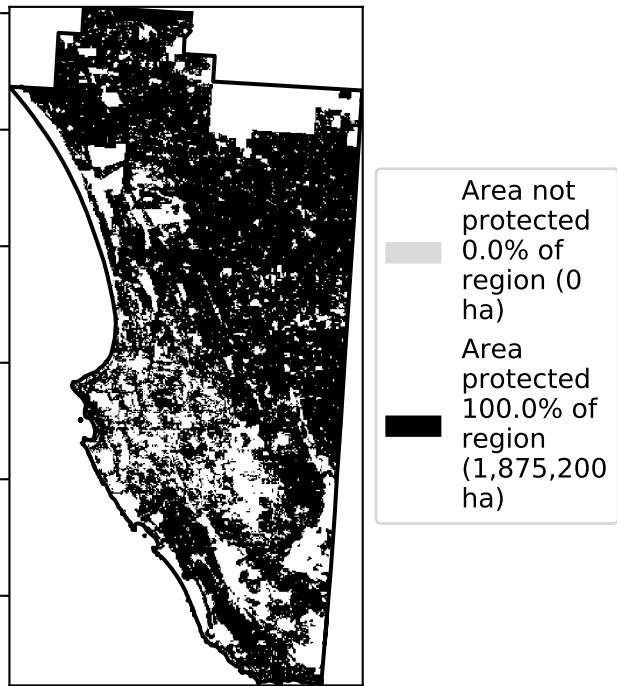 Area not
protected
0.0% of
region (0
ha)
Area
protected
100.0% of
region
(1,875,200
ha)